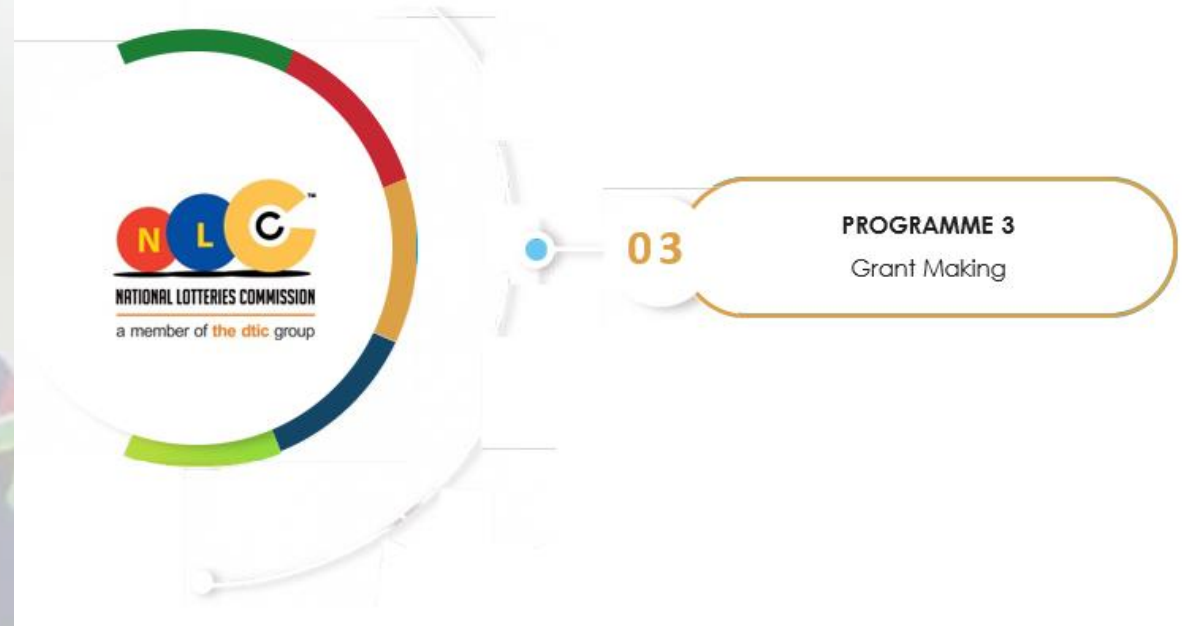 N L C ™
NATIONAL LOTTERIES COMMISSION
a member of the dtic group
03
PROGRAMME 3
Grant Making